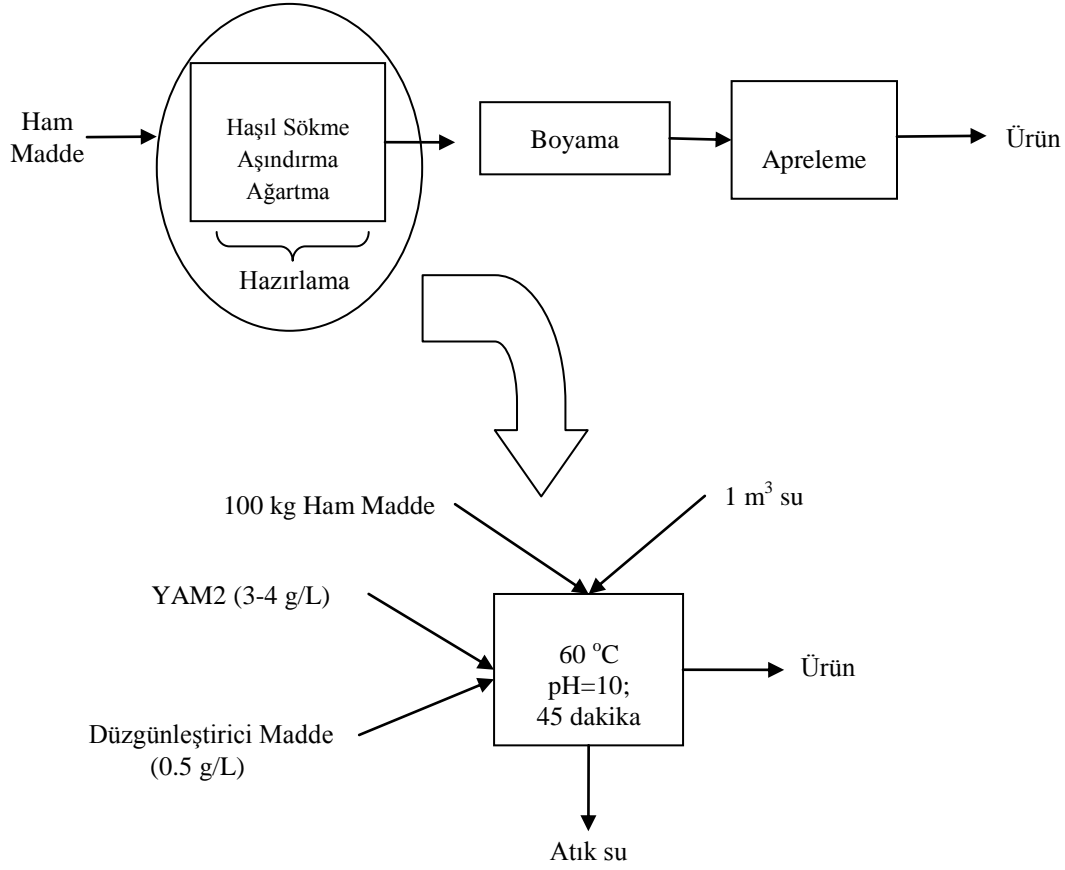 Ham
Madde
Haşıl Sökme
Aşındırma
Ağartma
Hazırlama
Boyama
Apreleme
Ürün
100 kg Ham Madde
1 m³ su
YAM2 (3-4 g/L)
Düzgünleştirici Madde
(0.5 g/L)
60 °C
pH=10;
45 dakika
Ürün
Atık su